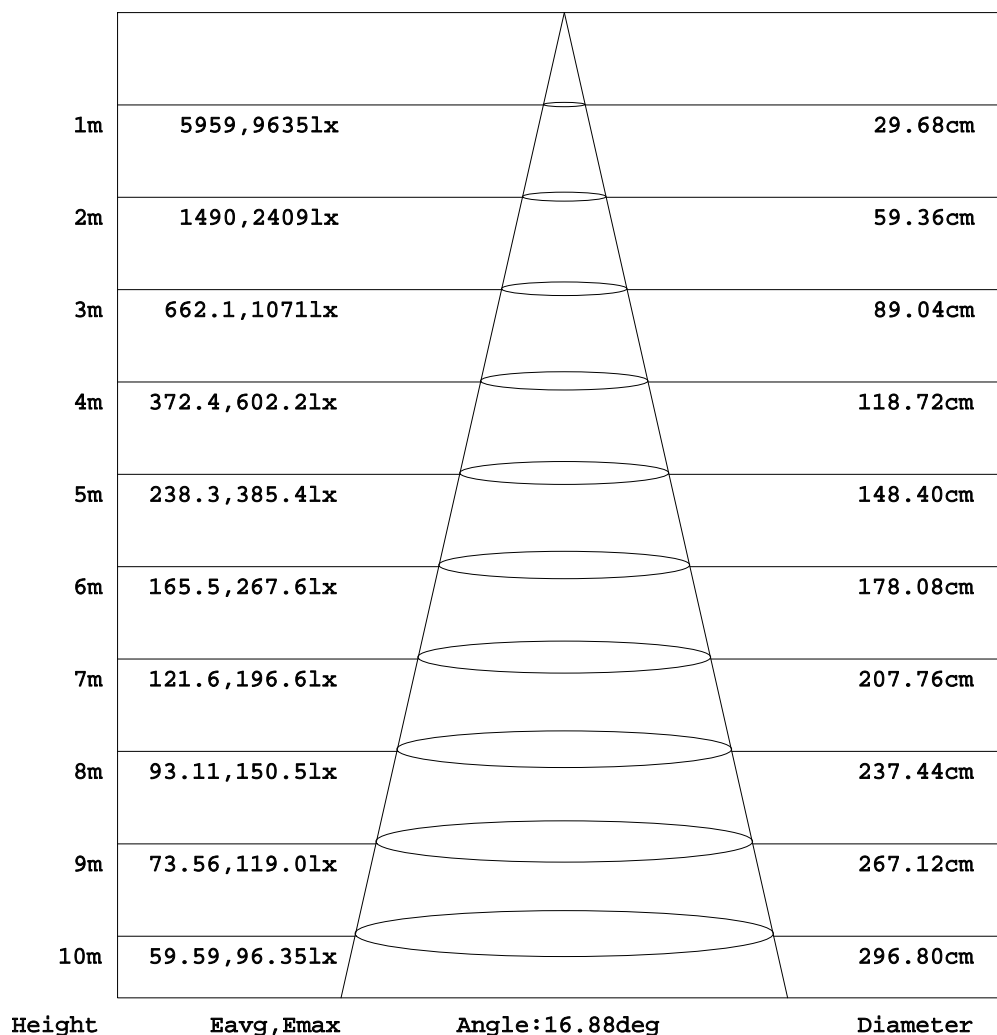 1m 5959,9635lx 29.68cm
2m 1490,2409lx 59.36cm
3m 662.1,1071lx 89.04cm
4m 372.4,602.2lx 118.72cm
5m 238.3,385.4lx 148.40cm
6m 165.5,267.6lx 178.08cm
7m 121.6,196.6lx 207.76cm
8m 93.11,150.5lx 237.44cm
9m 73.56,119.0lx 267.12cm
10m 59.59,96.35lx 296.80cm
Height Eavg,Emax Angle:16.88deg Diameter